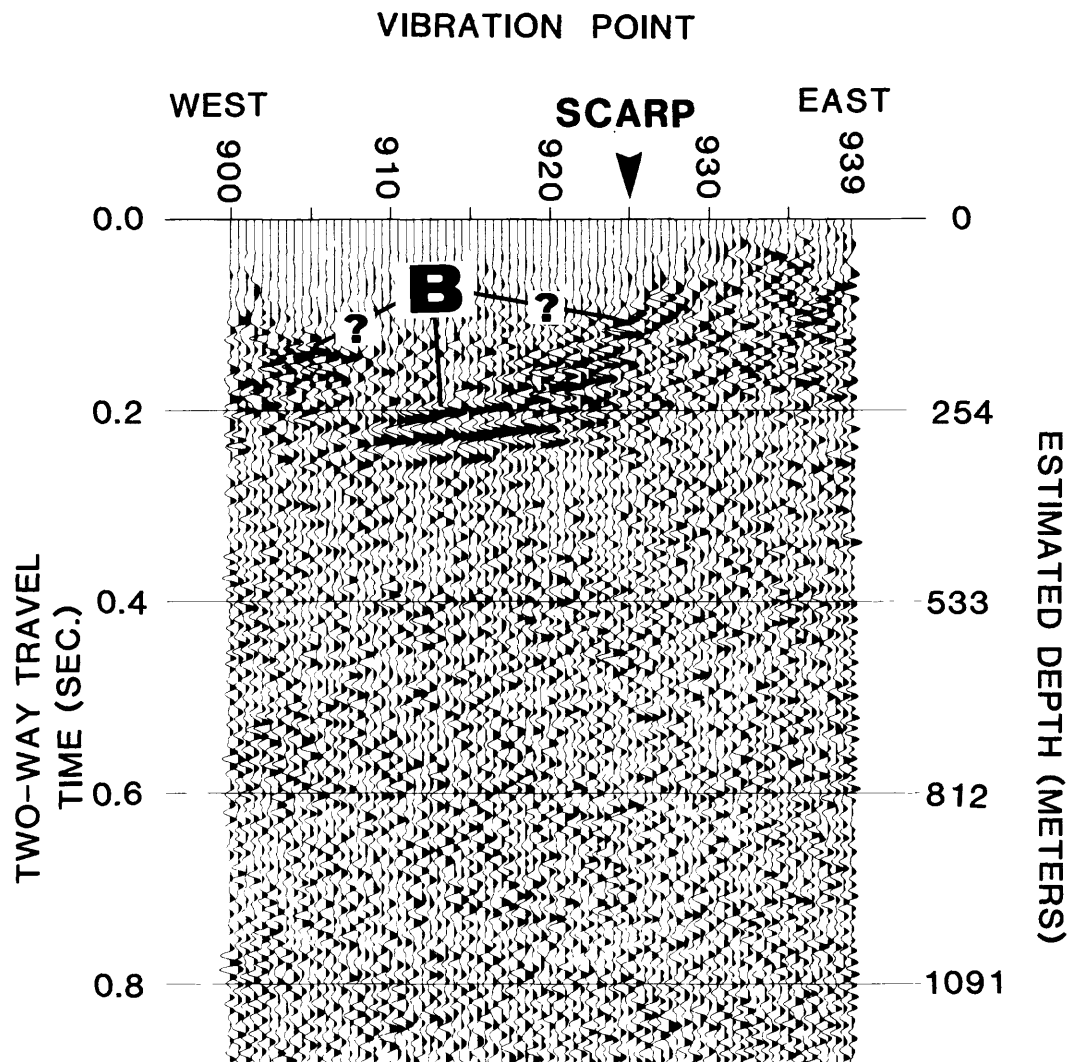 VIBRATION POINT
WEST
SCARP
EAST
900
910
920
930
939
0.0
0
B
?
?
0.2
254
0.4
533
0.6
812
0.8
1091
TWO-WAY TRAVEL
TIME (SEC.)
ESTIMATED DEPTH (METERS)